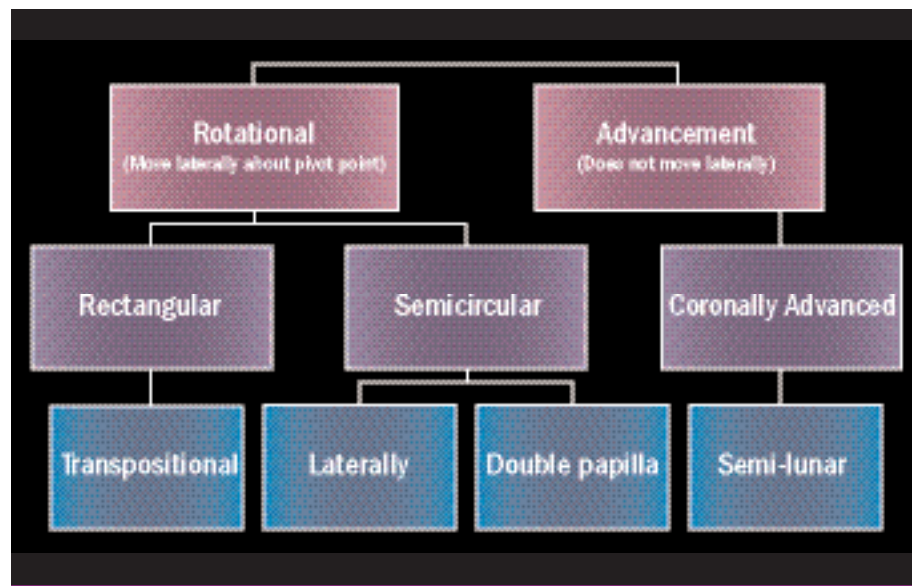 Rotational
(Move laterally about pivot point)
Advancement
(Does not move laterally)
Rectangular
Semicircular
Coronally Advanced
Transpositional
Laterally
Double papilla
Semi-lunar